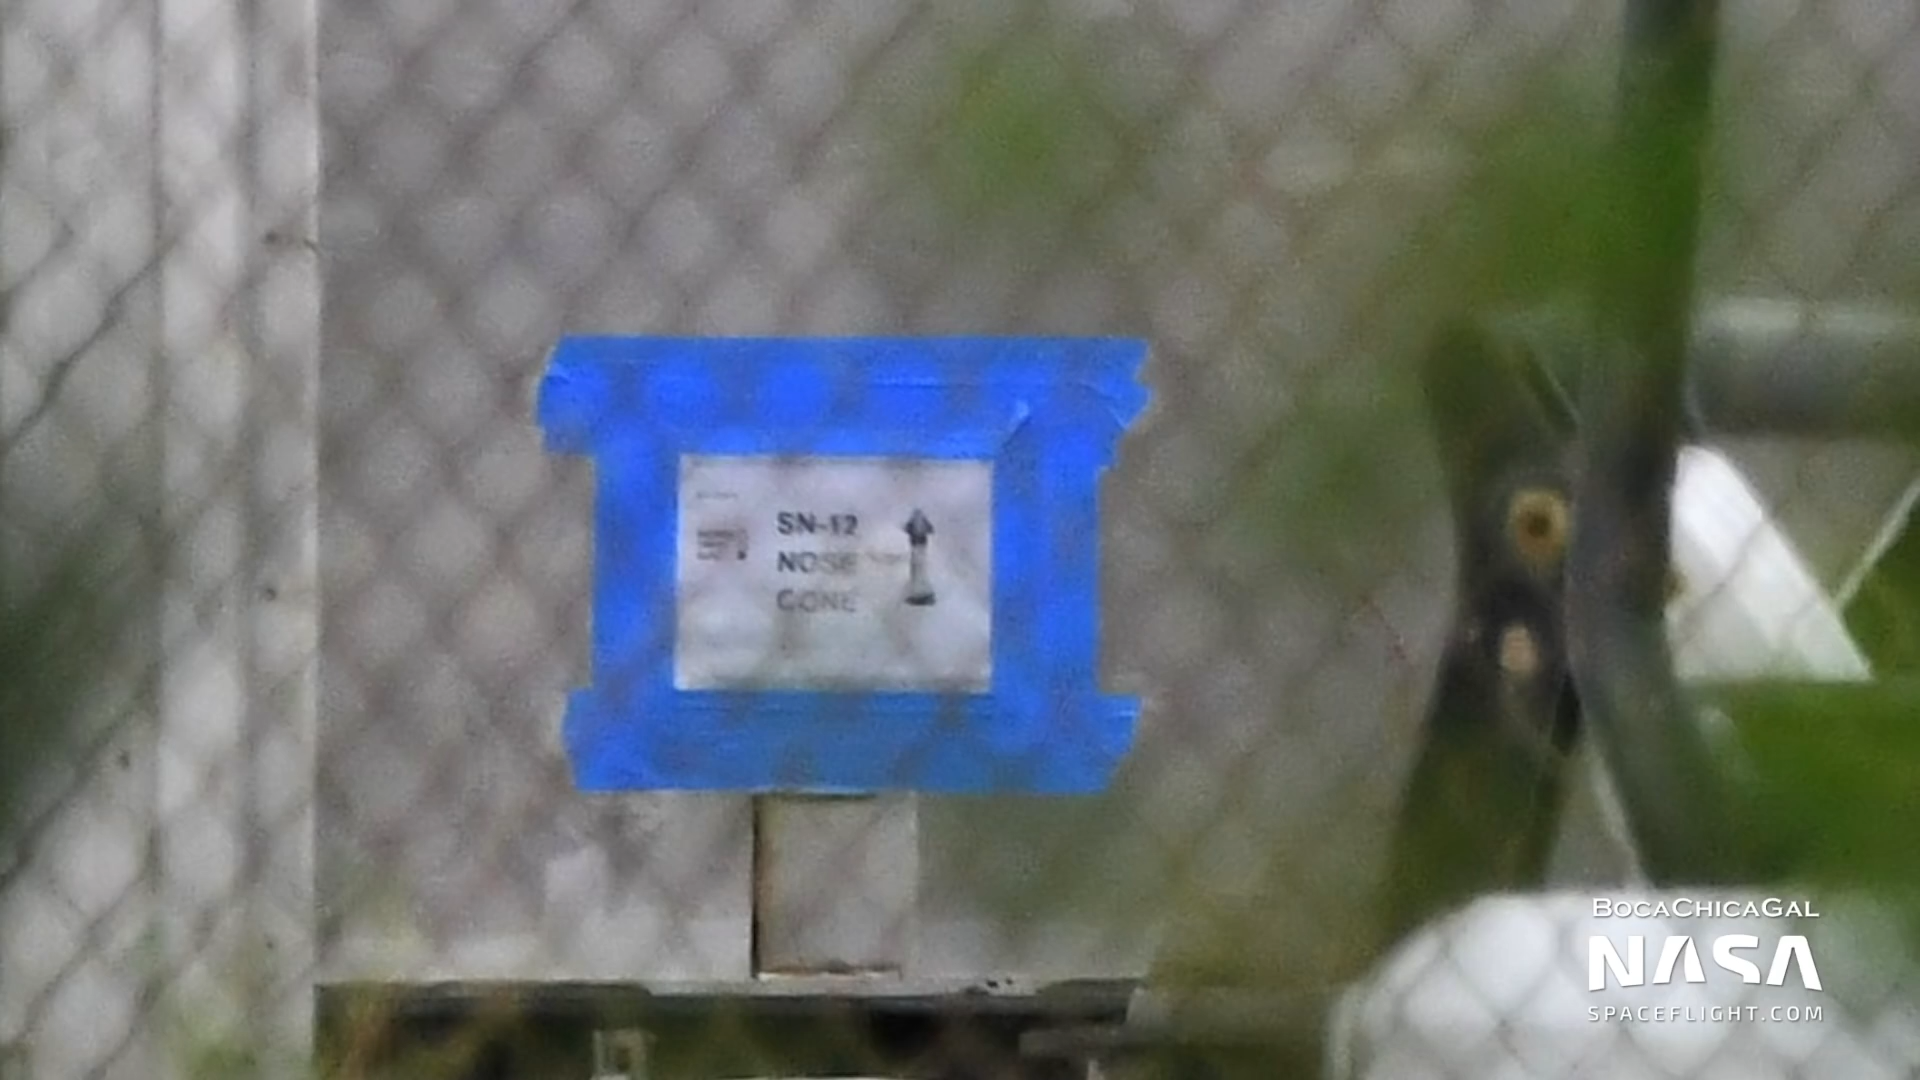 SN-12
NOSE
CONE
BOCACHICAGAL
NASA
SPACEFLIGHT.COM